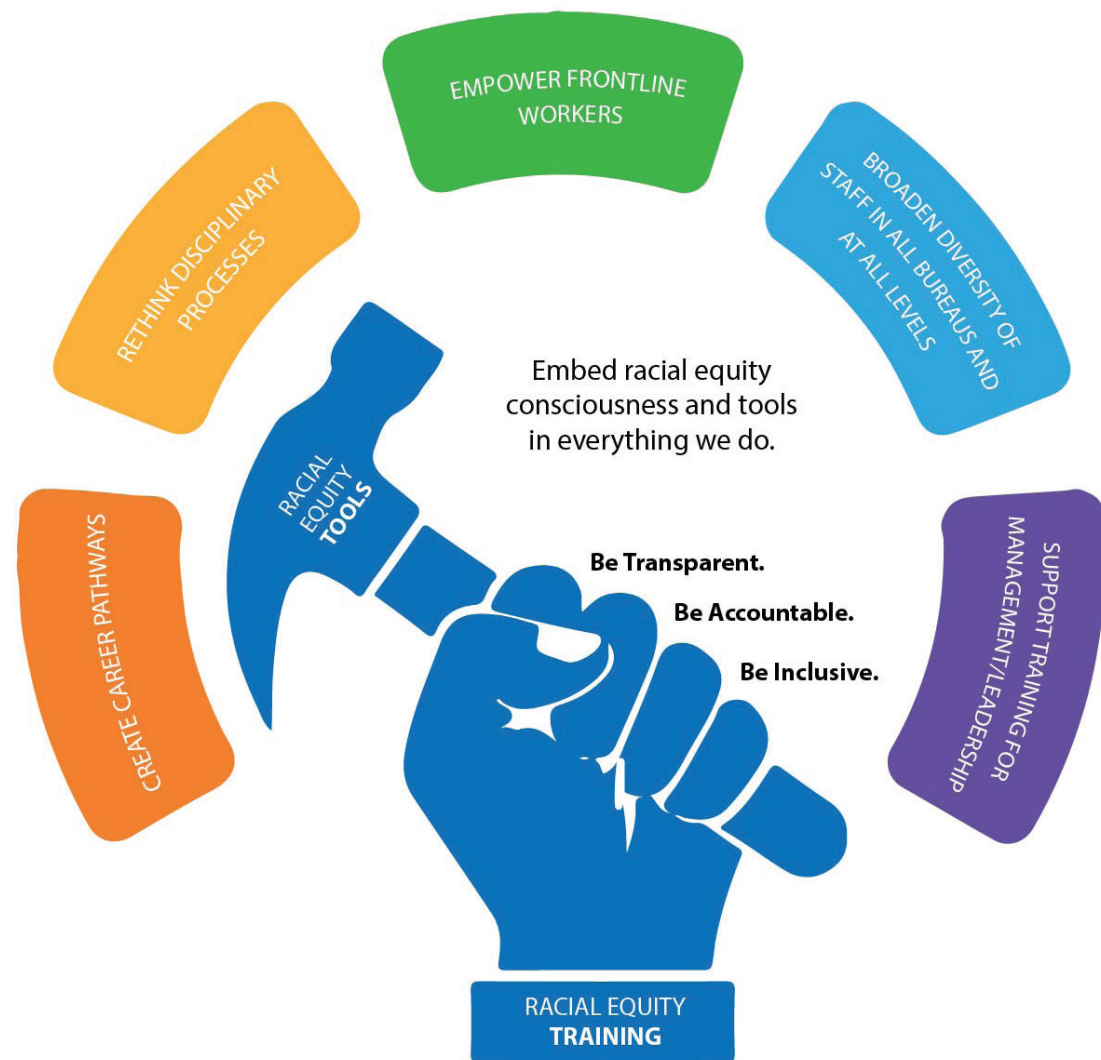 EMPOWER FRONTLINE
WORKERS
RETHINK DISCIPLINARY
PROCESSES
BROADEN DIVERSITY OF
STAFF IN ALL BUREAUS AND
AT ALL LEVELS
CREATE CAREER PATHWAYS
SUPPORT TRAINING FOR
MANAGEMENT/LEADERSHIP
Embed racial equity
consciousness and tools
in everything we do.
RACIAL
EQUITY
TOOLS
Be Transparent.
Be Accountable.
Be Inclusive.
RACIAL EQUITY
TRAINING